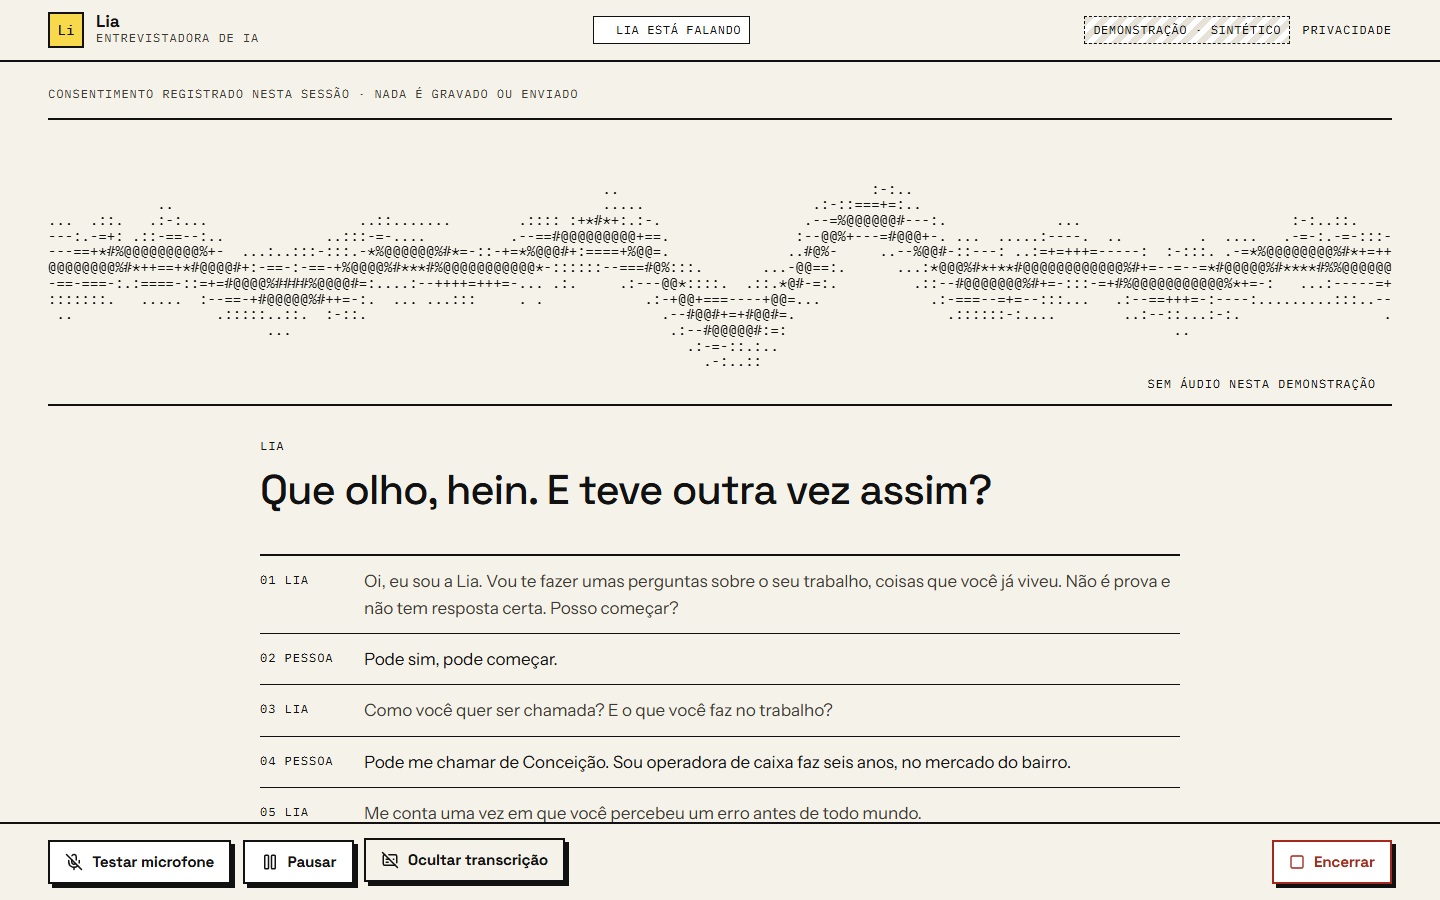 Li
Lia
ENTREVISTADORA DE IA
LIA ESTÁ FALANDO
DEMONSTRAÇÃO · SINTÉTICO
PRIVACIDADE
CONSENTIMENTO REGISTRADO NESTA SESSÃO · NADA É GRAVADO OU ENVIADO
SEM ÁUDIO NESTA DEMONSTRAÇÃO
LIA
Que olho, hein. E teve outra vez assim?
01 LIA
Oi, eu sou a Lia. Vou te fazer umas perguntas sobre o seu trabalho, coisas que você já viveu. Não é prova e
não tem resposta certa. Posso começar?
02 PESSOA
Pode sim, pode começar.
03 LIA
Como você quer ser chamada? E o que você faz no trabalho?
04 PESSOA
Pode me chamar de Conceição. Sou operadora de caixa faz seis anos, no mercado do bairro.
05 LIA
Me conta uma vez em que você percebeu um erro antes de todo mundo.
Testar microfone
Pausar
Ocultar transcrição
Encerrar